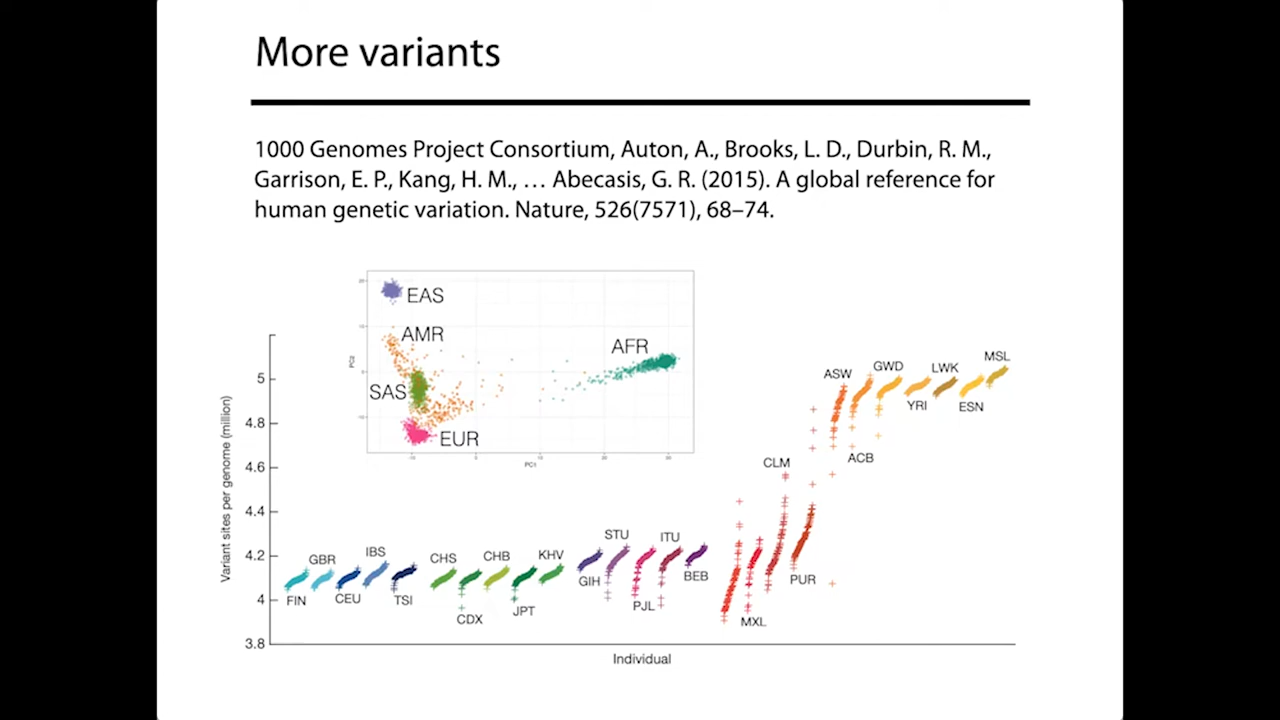 More variants
1000 Genomes Project Consortium, Auton, A., Brooks, L. D., Durbin, R. M.,
Garrison, E. P., Kang, H. M., … Abecasis, G. R. (2015). A global reference for
human genetic variation. Nature, 526(7571), 68–74.
EAS
AMR
AFR
SAS
EUR
PC2
PC1
Variant sites per genome (million)
5
4.8
4.6
4.4
4.2
4
3.8
FIN
GBR
CEU
IBS
TSI
CHS
CDX
CHB
JPT
KHV
GIH
STU
PJL
ITU
BEB
MXL
CLM
PUR
ASW
ACB
GWD
YRI
LWK
ESN
MSL
Individual